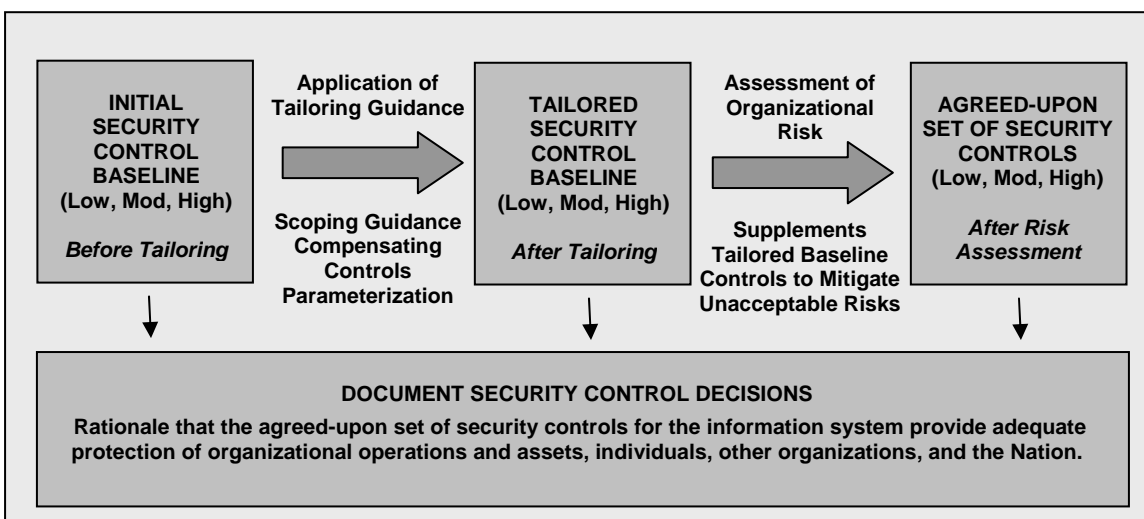 INITIAL
SECURITY
CONTROL
BASELINE
(Low, Mod, High)
Before Tailoring
Application of
Tailoring Guidance
Scoping Guidance
Compensating
Controls
Parameterization
TAILORED
SECURITY
CONTROL
BASELINE
(Low, Mod, High)
After Tailoring
Assessment of
Organizational
Risk
Supplements
Tailored Baseline
Controls to Mitigate
Unacceptable Risks
AGREED-UPON
SET OF SECURITY
CONTROLS
(Low, Mod, High)
After Risk
Assessment
DOCUMENT SECURITY CONTROL DECISIONS
Rationale that the agreed-upon set of security controls for the information system provide adequate
protection of organizational operations and assets, individuals, other organizations, and the Nation.